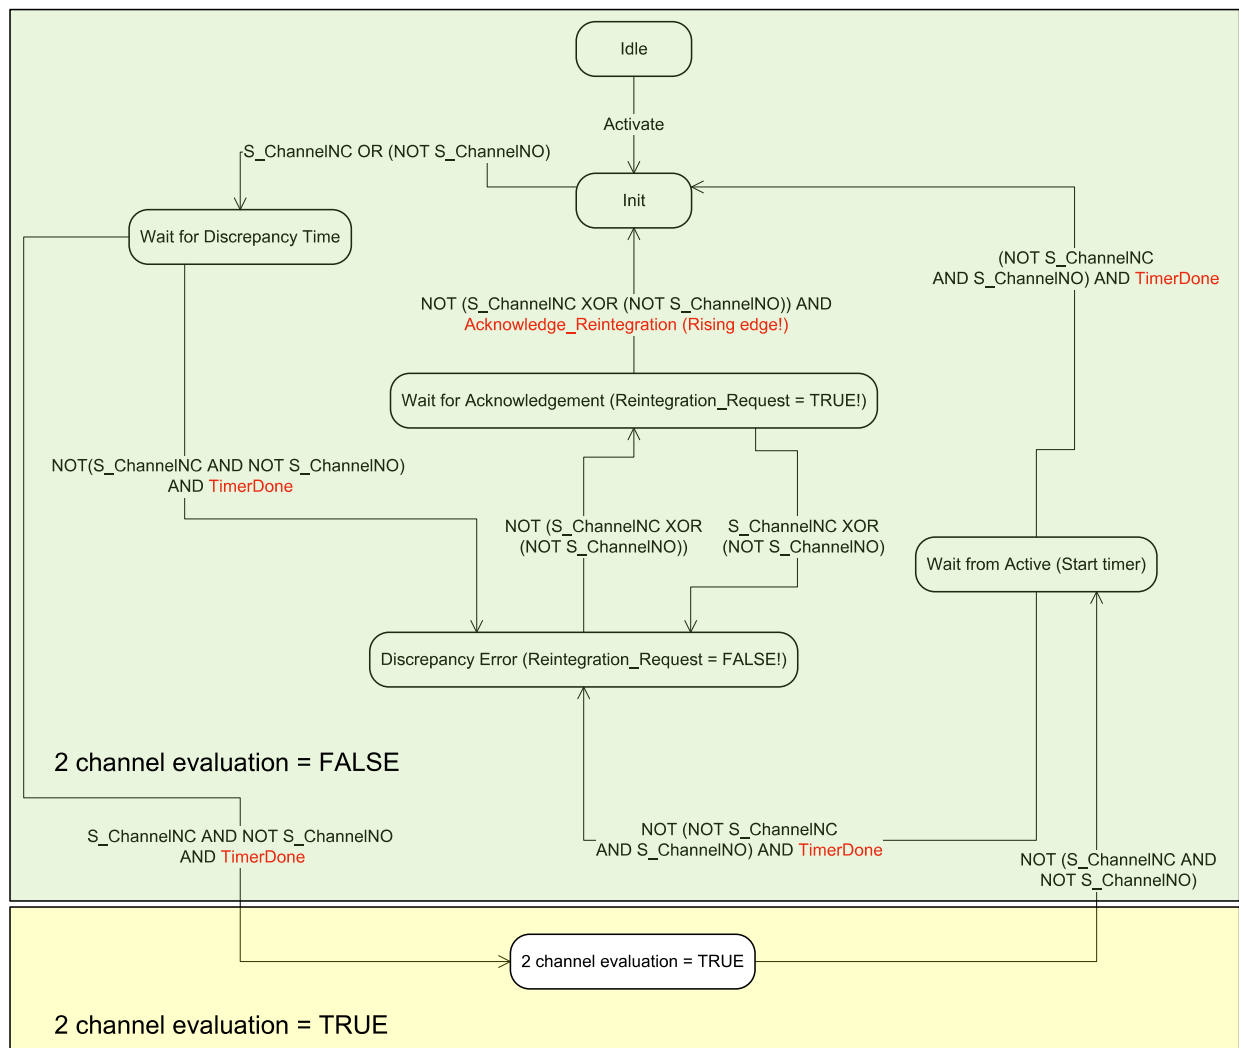 Idle
Activate
S_ChannelNC OR (NOT S_ChannelNO)
Init
Wait for Discrepancy Time
(NOT S_ChannelNC
AND S_ChannelNO) AND TimerDone
NOT (S_ChannelNC XOR (NOT S_ChannelNO)) AND
Acknowledge_Reintegration (Rising edge!)
Wait for Acknowledgement (Reintegration_Request = TRUE!)
NOT(S_ChannelNC AND NOT S_ChannelNO)
AND TimerDone
NOT (S_ChannelNC XOR
(NOT S_ChannelNO))
S_ChannelNC XOR
(NOT S_ChannelNO)
Wait from Active (Start timer)
Discrepancy Error (Reintegration_Request = FALSE!)
2 channel evaluation = FALSE
S_ChannelNC AND NOT S_ChannelNO
AND TimerDone
NOT (NOT S_ChannelNC
AND S_ChannelNO) AND TimerDone
NOT (S_ChannelNC AND
NOT S_ChannelNO)
2 channel evaluation = TRUE
2 channel evaluation = TRUE